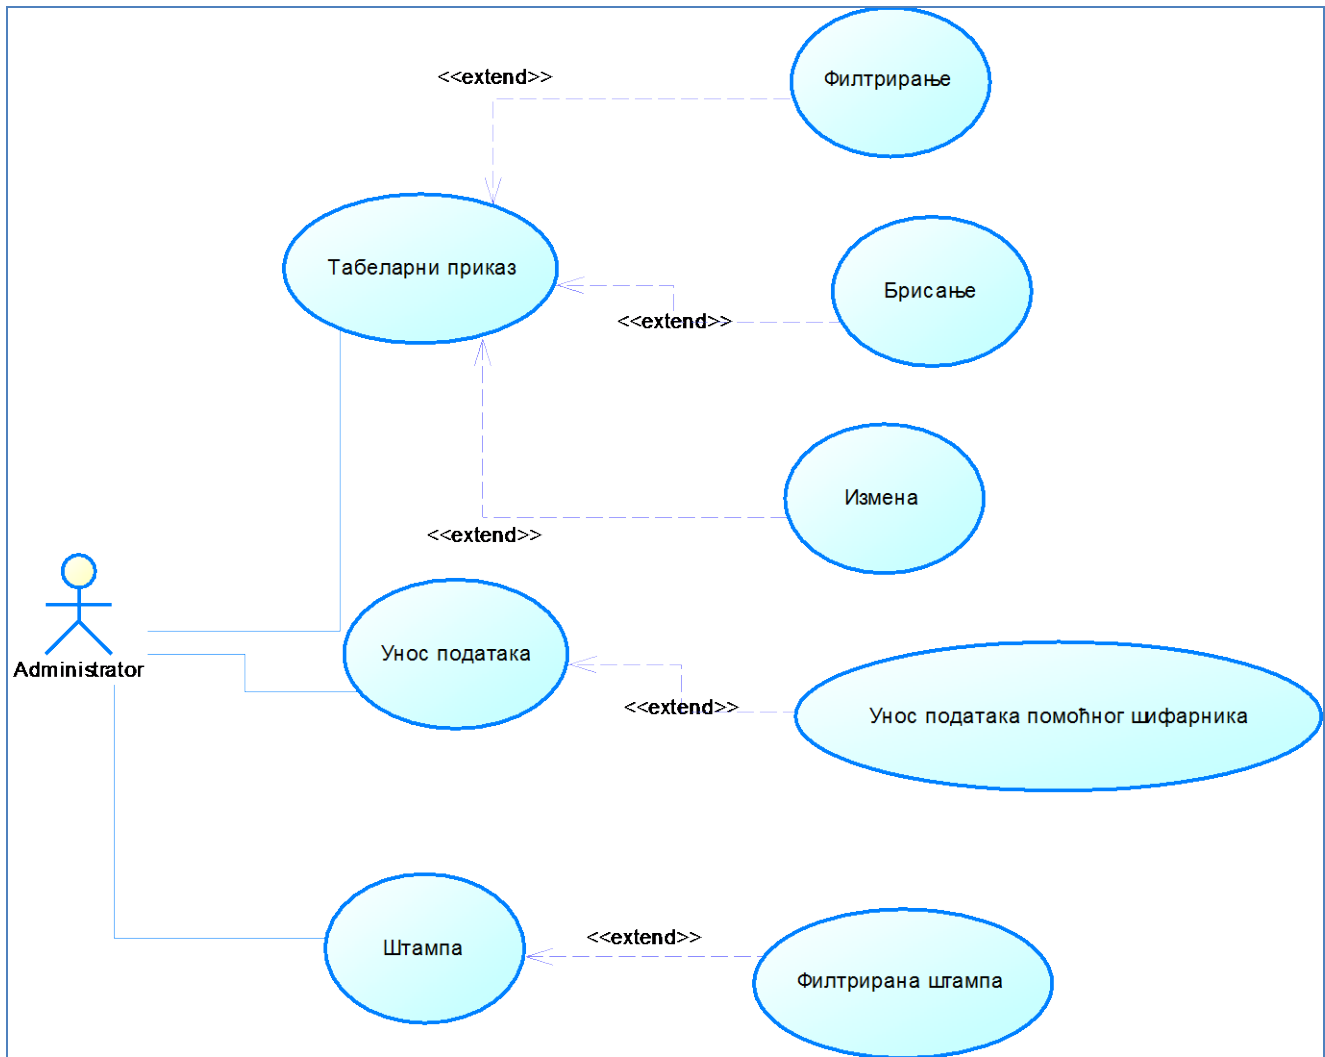 <<extend>>
Филтрирање
Табеларни приказ
Брисање
<<extend>>
Измена
<<extend>>
Унос података
Administrator
<<extend>>
Унос података помоћног шифарника
<<extend>>
Штампа
Филтрирана штампа